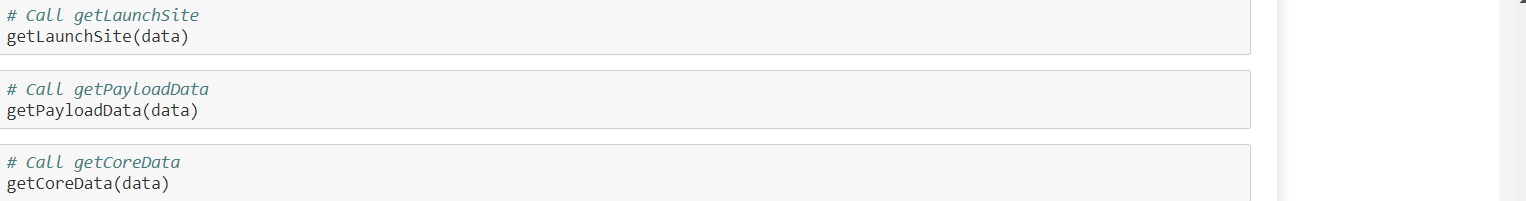 # Call getLaunchSite
getLaunchSite(data)
# Call getPayloadData
getPayloadData(data)
# Call getCoreData
getCoreData(data)